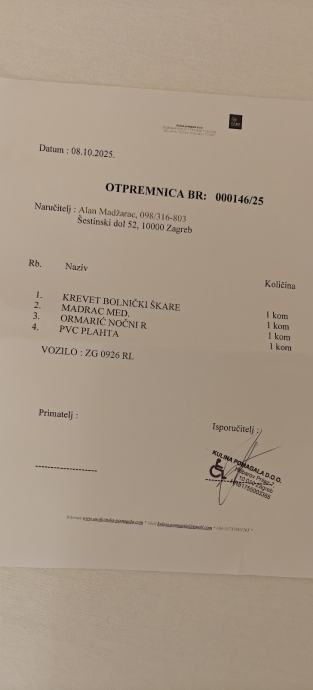 Datum : 08.10.2025.
OTPREMNICA BR: 000146/25
Naručitelj : Alan Madžarac, 098/316-803
Šestinski dol 52, 10000 Zagreb
Rb. Naziv Količina
1. KREVET BOLNIČKI ŠKARE 1 kom
2. MADRAC MED. 1 kom
3. ORMARIĆ NOĆNI R 1 kom
4. PVC PLAHTA 1 kom
VOZILO : ZG 0926 RL
Primatelj : Isporučitelj :
KULINA POMAGALA D.O.O.
Zagreb